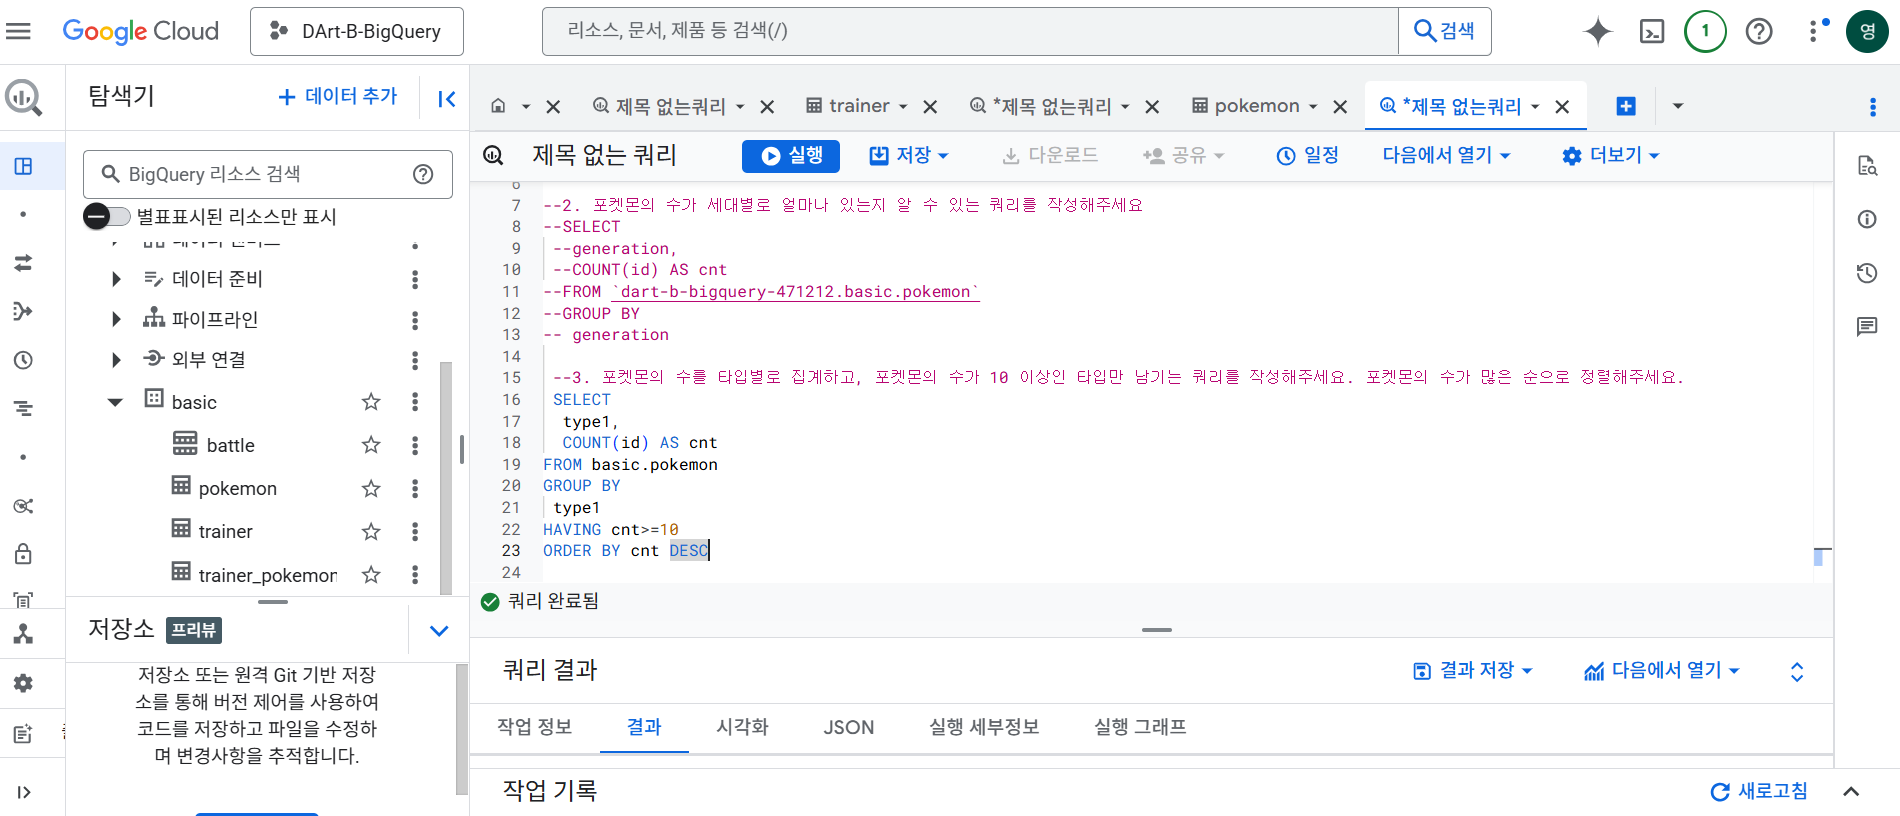 Google Cloud
DArt-B-BigQuery
리소스, 문서, 제품 등 검색(/)
검색
1
영
탐색기
데이터 추가
제목 없는쿼리
trainer
*제목 없는쿼리
pokemon
*제목 없는쿼리
BigQuery 리소스 검색
별표표시된 리소스만 표시
데이터 준비
파이프라인
외부 연결
basic
battle
pokemon
trainer
trainer_pokemon
저장소 프리뷰
저장소 또는 원격 Git 기반 저장
소를 통해 버전 제어를 사용하여
코드를 저장하고 파일을 수정하
며 변경사항을 추적합니다.
제목 없는 쿼리
실행
저장
다운로드
공유
일정
다음에서 열기
더보기
6
7 --2. 포켓몬의 수가 세대별로 얼마나 있는지 알 수 있는 쿼리를 작성해주세요
8 --SELECT
9 --generation,
10 --COUNT(id) AS cnt
11 --FROM `dart-b-bigquery-471212.basic.pokemon`
12 --GROUP BY
13 -- generation
14
15 --3. 포켓몬의 수를 타입별로 집계하고, 포켓몬의 수가 10 이상인 타입만 남기는 쿼리를 작성해주세요. 포켓몬의 수가 많은 순으로 정렬해주세요.
16 SELECT
17 type1,
18 COUNT(id) AS cnt
19 FROM basic.pokemon
20 GROUP BY
21 type1
22 HAVING cnt>=10
23 ORDER BY cnt DESC
24
쿼리 완료됨
쿼리 결과
결과 저장
다음에서 열기
작업 정보
결과
시각화
JSON
실행 세부정보
실행 그래프
작업 기록
새로고침